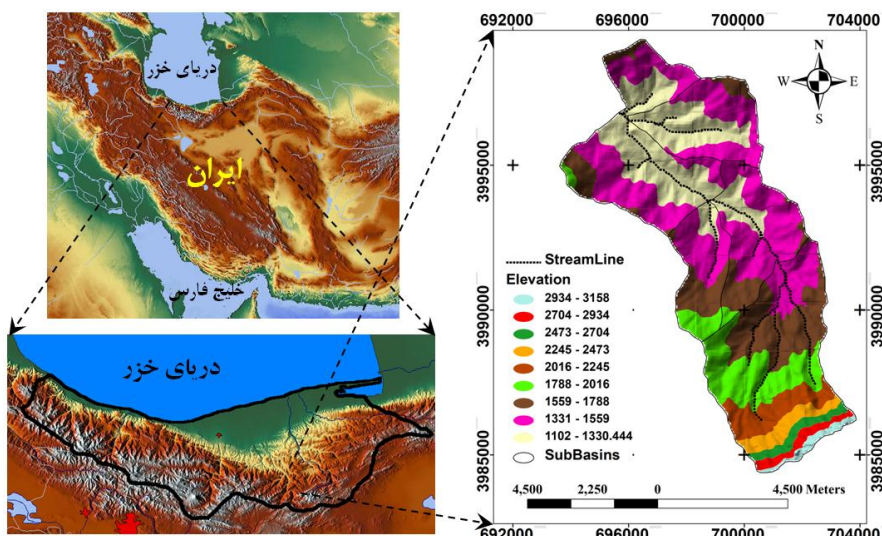 دریای خزر
ایران
خلیج فارس
دریای خزر
692000 696000 700000 704000
N
W E
S
3995000
3990000
3985000
3995000
3990000
3985000
StreamLine
Elevation
2934 - 3158
2704 - 2934
2473 - 2704
2245 - 2473
2016 - 2245
1788 - 2016
1559 - 1788
1331 - 1559
1102 - 1330.444
SubBasins
4,500 2,250 0 4,500 Meters
692000 696000 700000 704000